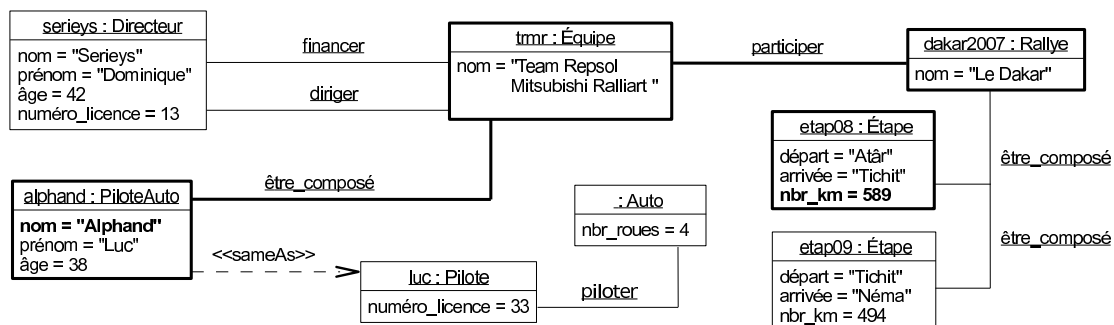 serieys : Directeur
nom = "Serieys"
prénom = "Dominique"
âge = 42
numéro_licence = 13
financer
diriger
trmr : Équipe
nom = "Team Repsol
Mitsubishi Ralliart "
participer
dakar2007 : Rallye
nom = "Le Dakar"
etap08 : Étape
départ = "Atâr"
arrivée = "Tichit"
nbr_km = 589
être_composé
alphand : PiloteAuto
nom = "Alphand"
prénom = "Luc"
âge = 38
être_composé
: Auto
nbr_roues = 4
<<sameAs>>
luc : Pilote
numéro_licence = 33
piloter
etap09 : Étape
départ = "Tichit"
arrivée = "Néma"
nbr_km = 494
être_composé